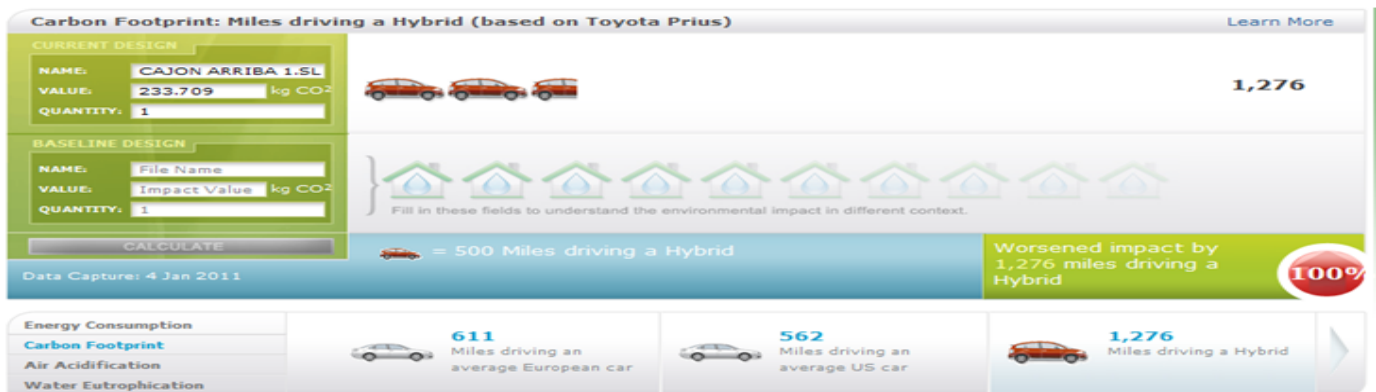 Carbon Footprint: Miles driving a Hybrid (based on Toyota Prius)
Learn More
CURRENT DESIGN
NAME: CAJON ARRIBA 1.SL
VALUE: 233.709 kg CO²
QUANTITY: 1
1,276
BASELINE DESIGN
NAME: File Name
VALUE: Impact Value kg CO²
QUANTITY: 1
Fill in these fields to understand the environmental impact in different context.
CALCULATE
Data Capture: 4 Jan 2011
= 500 Miles driving a Hybrid
Worsened impact by
1,276 miles driving a
Hybrid
100%
Energy Consumption
Carbon Footprint
Air Acidification
Water Eutrophication
611
Miles driving an
average European car
562
Miles driving an
average US car
1,276
Miles driving a Hybrid